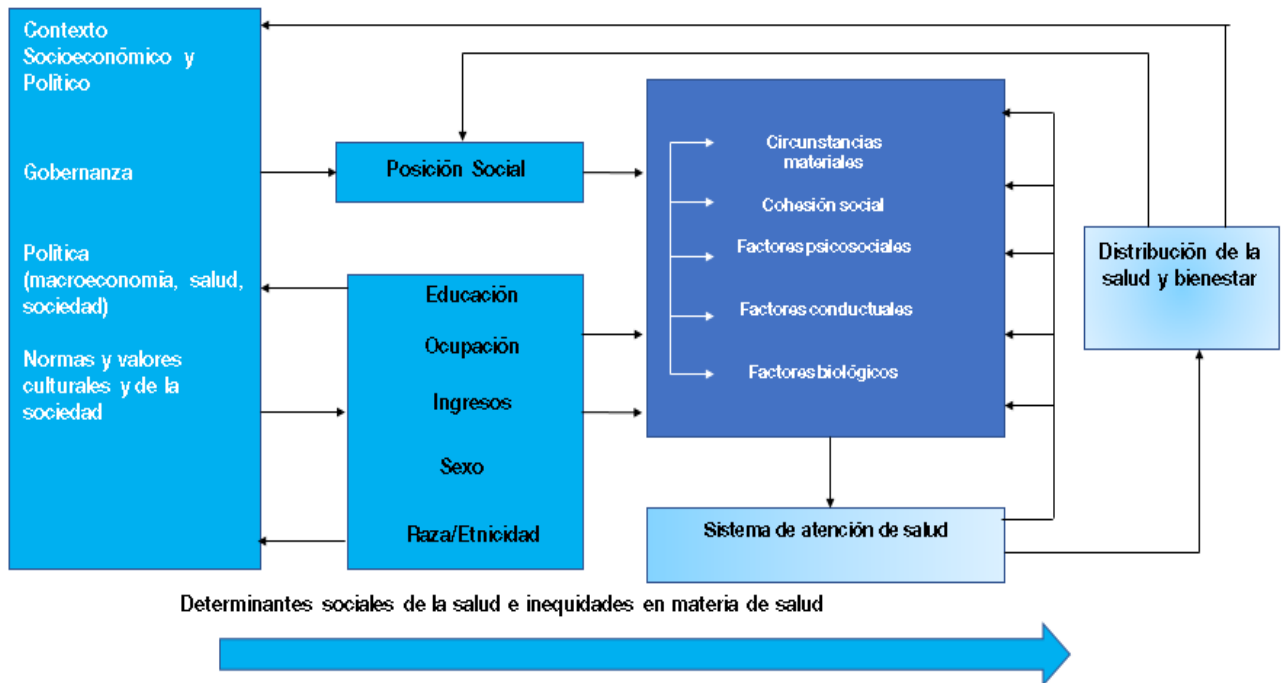 Contexto
Socioeconómico y
Político
Gobernanza
Política
(macroeconomía, salud,
sociedad)
Normas y valores
culturales y de la
sociedad
Posición Social
Educación
Ocupación
Ingresos
Sexo
Raza/Etnicidad
Circunstancias
materiales
Cohesión social
Factores psicosociales
Factores conductuales
Factores biológicos
Sistema de atención de salud
Distribución de la
salud y bienestar
Determinantes sociales de la salud e inequidades en materia de salud